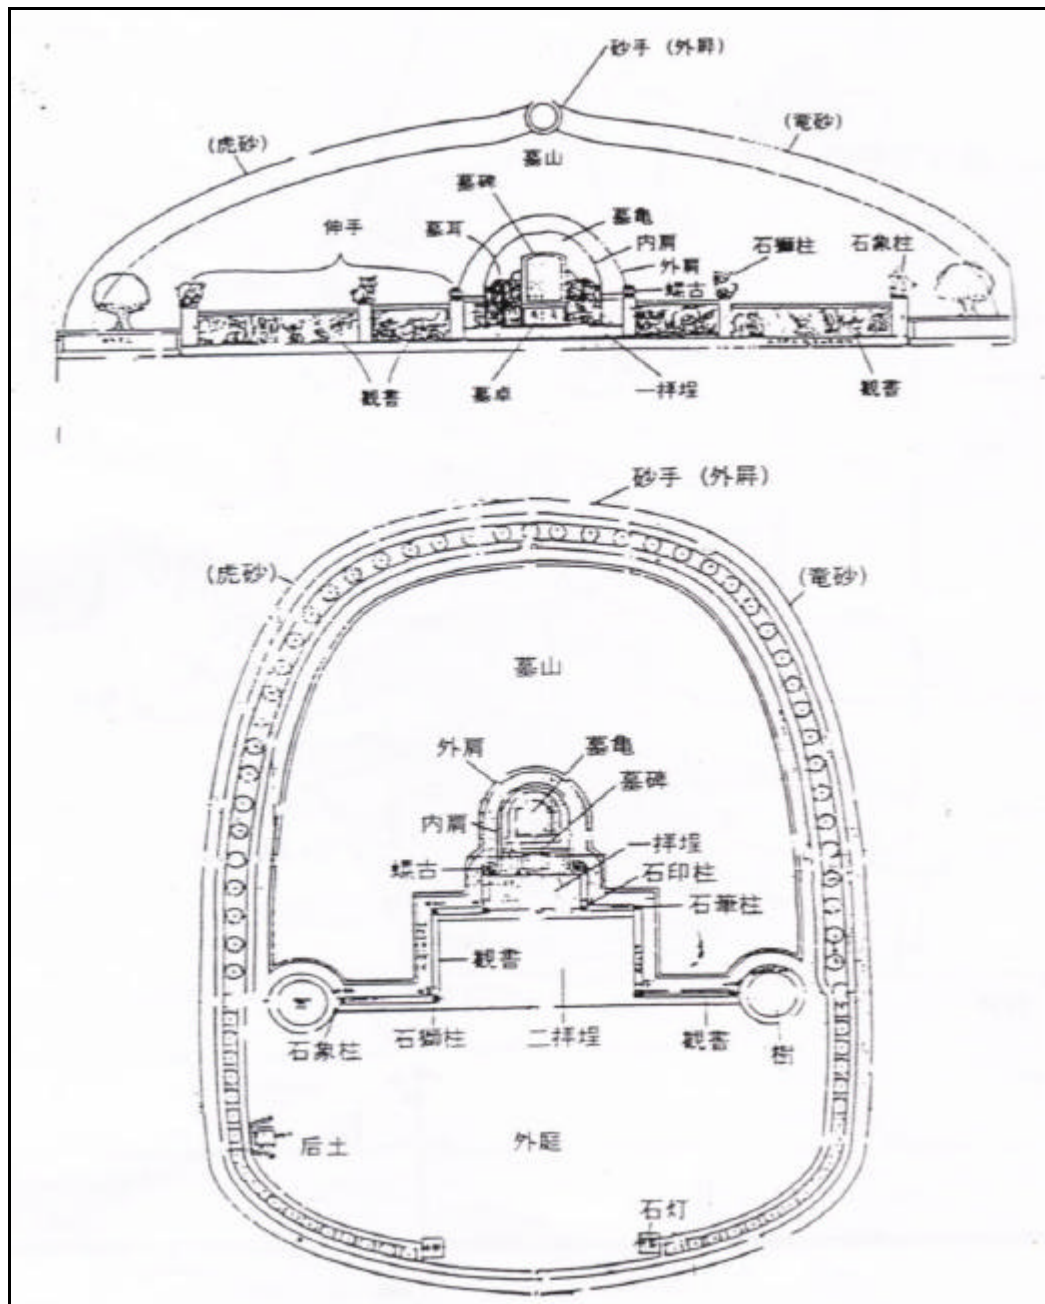 砂手 (外屏)
(虎砂)
(竜砂)
墓山
墓碑
伸手
墓耳
墓亀
内肩
外肩
石獅柱
石象柱
螺古
観書
墓卓
一拝埕
観書
砂手 (外屏)
(虎砂)
(竜砂)
墓山
外肩
墓亀
墓碑
内肩
一拝埕
螺古
石印柱
石筆柱
観書
石象柱
石獅柱
二拝埕
観書
樹
后土
外庭
石灯